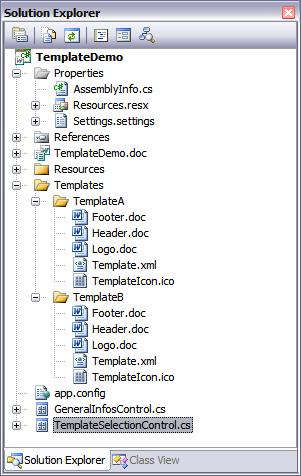 Solution Explorer
TemplateDemo
Properties
AssemblyInfo.cs
Resources.resx
Settings.settings
References
TemplateDemo.doc
Resources
Templates
TemplateA
Footer.doc
Header.doc
Logo.doc
Template.xml
TemplateIcon.ico
TemplateB
Footer.doc
Header.doc
Logo.doc
Template.xml
TemplateIcon.ico
app.config
GeneralInfosControl.cs
TemplateSelectionControl.cs
Solution Explorer Class View